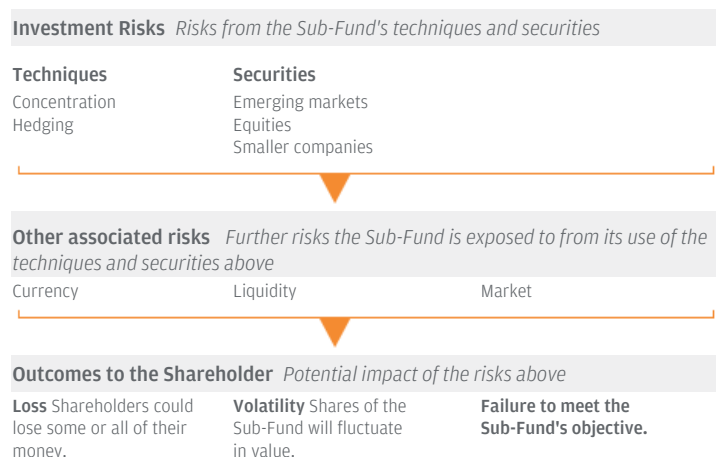 Investment Risks Risks from the Sub-Fund's techniques and securities
Techniques
Concentration
Hedging
Securities
Emerging markets
Equities
Smaller companies
Other associated risks Further risks the Sub-Fund is exposed to from its use of the
techniques and securities above
Currency Liquidity Market
Outcomes to the Shareholder Potential impact of the risks above
Loss Shareholders could
lose some or all of their
money.
Volatility Shares of the
Sub-Fund will fluctuate
in value.
Failure to meet the
Sub-Fund's objective.